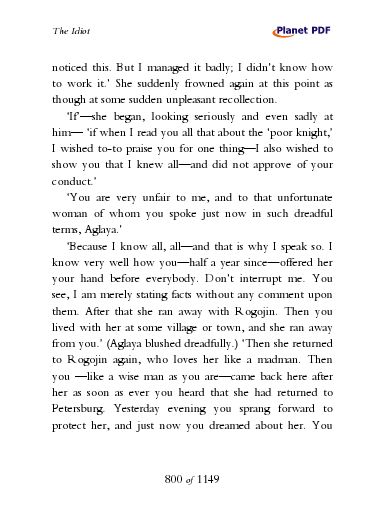 The Idiot
Planet PDF
noticed this. But I managed it badly; I didn't know how
to work it.' She suddenly frowned again at this point as
though at some sudden unpleasant recollection.
'If'—she began, looking seriously and even sadly at
him— 'if when I read you all that about the 'poor knight,'
I wished to-to praise you for one thing—I also wished to
show you that I knew all—and did not approve of your
conduct.'
'You are very unfair to me, and to that unfortunate
woman of whom you spoke just now in such dreadful
terms, Aglaya.'
'Because I know all, all—and that is why I speak so. I
know very well how you—half a year since—offered her
your hand before everybody. Don't interrupt me. You
see, I am merely stating facts without any comment upon
them. After that she ran away with Rogojin. Then you
lived with her at some village or town, and she ran away
from you.' (Aglaya blushed dreadfully.) 'Then she returned
to Rogojin again, who loves her like a madman. Then
you —like a wise man as you are—came back here after
her as soon as ever you heard that she had returned to
Petersburg. Yesterday evening you sprang forward to
protect her, and just now you dreamed about her. You
800 of 1149